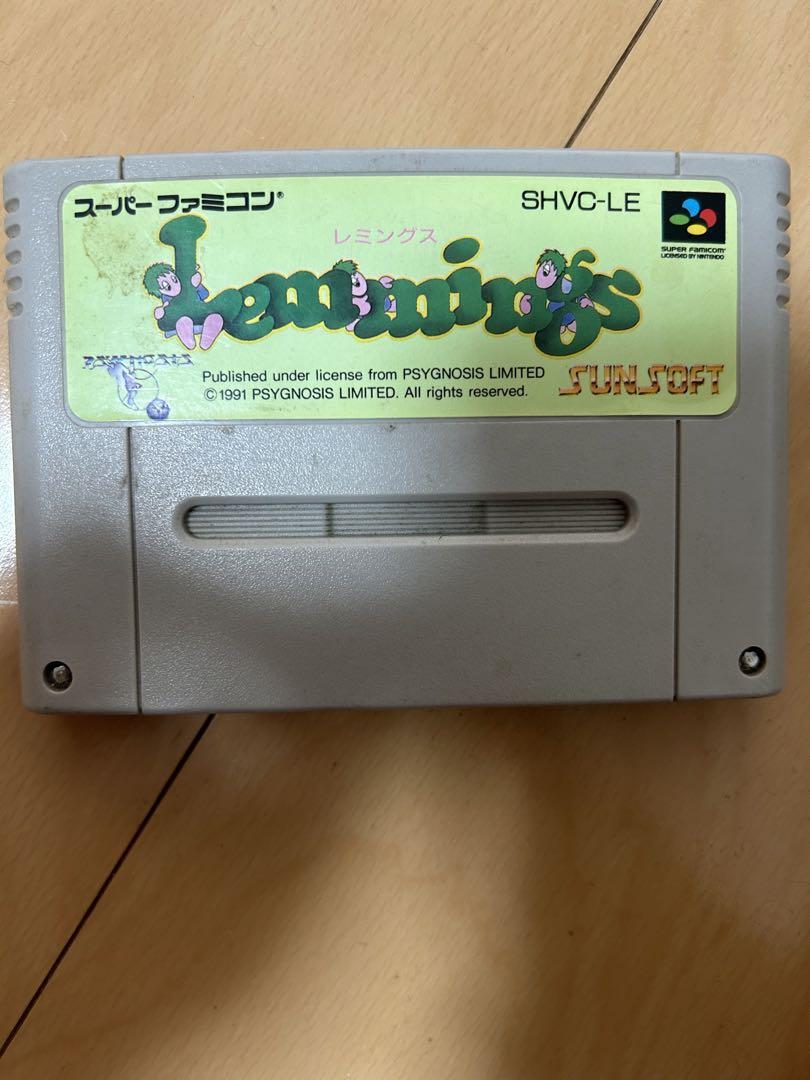 スーパーファミコン®
SHVC-LE
レミングス
Lemmings
SUPER FAMICOM
LICENSED BY NINTENDO
PSYGNOSIS
Published under license from PSYGNOSIS LIMITED
©1991 PSYGNOSIS LIMITED. All rights reserved.
SUNSOFT